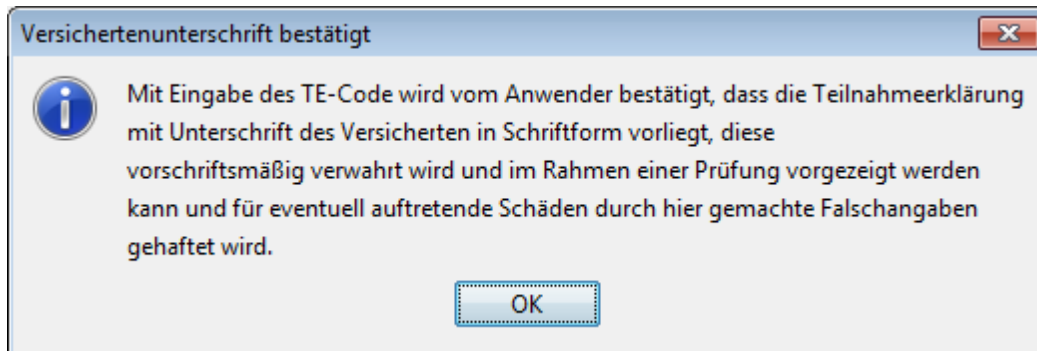 Versichertenunterschrift bestätigt
Mit Eingabe des TE-Code wird vom Anwender bestätigt, dass die Teilnahmeerklärung
mit Unterschrift des Versicherten in Schriftform vorliegt, diese
vorschriftsmäßig verwahrt wird und im Rahmen einer Prüfung vorgezeigt werden
kann und für eventuell auftretende Schäden durch hier gemachte Falschangaben
gehaftet wird.
OK